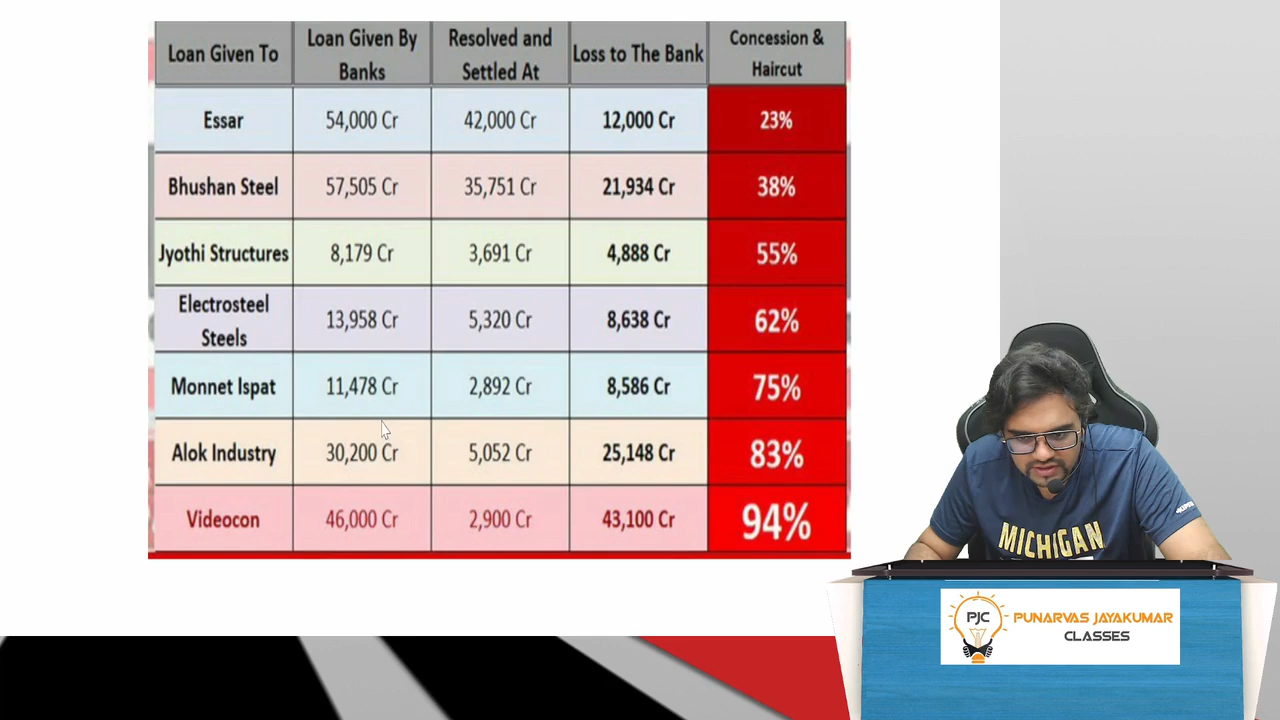 Loan Given To
Loan Given By
Banks
Resolved and
Settled At
Loss to The Bank
Concession &
Haircut
Essar
54,000 Cr
42,000 Cr
12,000 Cr
23%
Bhushan Steel
57,505 Cr
35,751 Cr
21,934 Cr
38%
Jyothi Structures
8,179 Cr
3,691 Cr
4,888 Cr
55%
Electrosteel
Steels
13,958 Cr
5,320 Cr
8,638 Cr
62%
Monnet Ispat
11,478 Cr
2,892 Cr
8,586 Cr
75%
Alok Industry
30,200 Cr
5,052 Cr
25,148 Cr
83%
Videocon
46,000 Cr
2,900 Cr
43,100 Cr
94%
MICHIGAN
PJC
PUNARVAS JAYAKUMAR
CLASSES